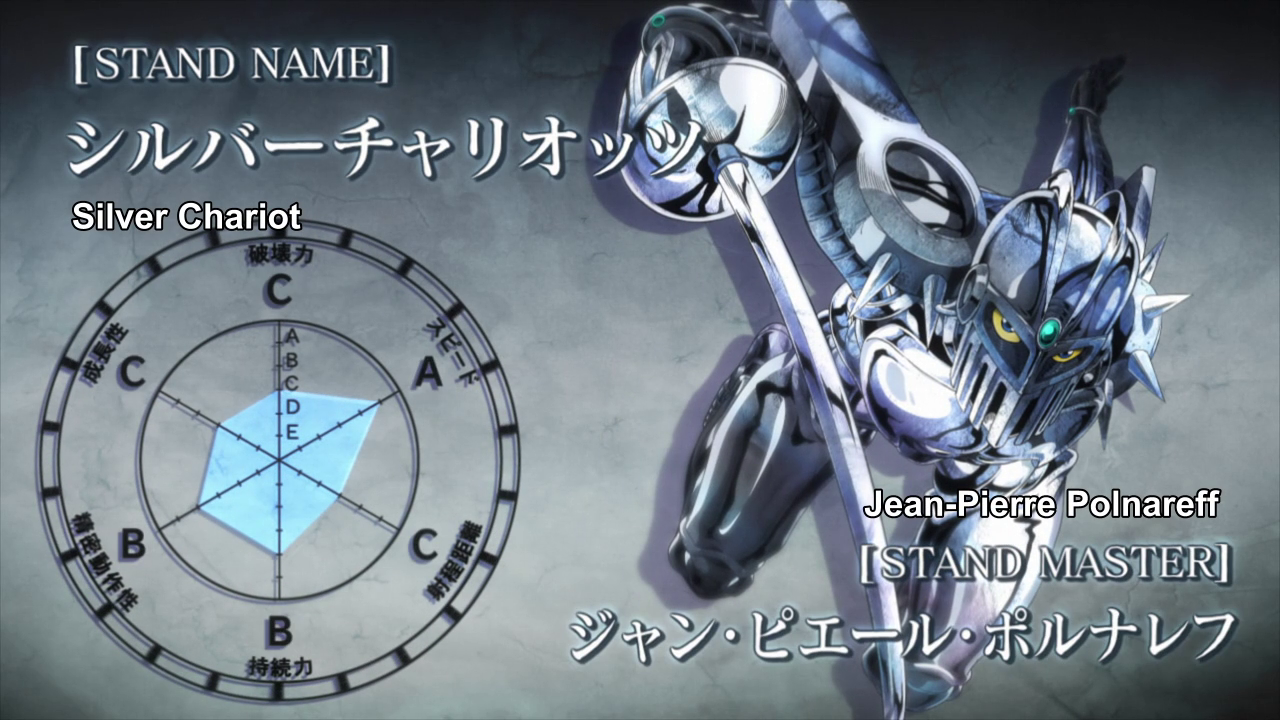 [STAND NAME]
シルバーチャリオッツ
Silver Chariot
破壊力
C
スピード
A
射程距離
C
持続力
B
精密動作性
B
成長性
C
A
B
C
D
E
Jean-Pierre Polnareff
[STAND MASTER]
ジャン・ピエール・ポルナレフ